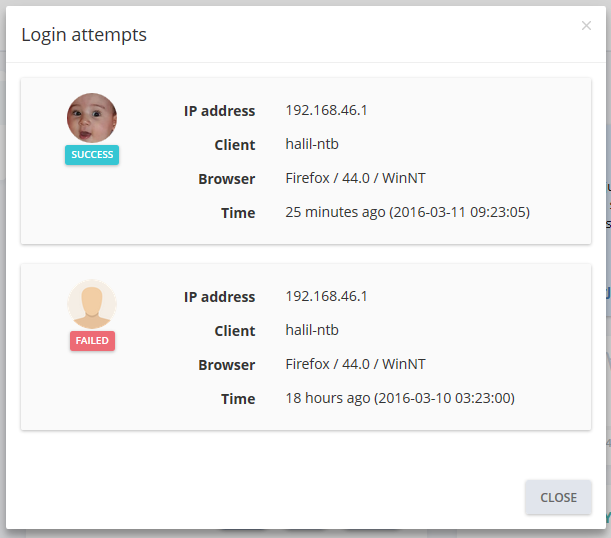 Login attempts
×
SUCCESS
IP address 192.168.46.1
Client halil-ntb
Browser Firefox / 44.0 / WinNT
Time 25 minutes ago (2016-03-11 09:23:05)
FAILED
IP address 192.168.46.1
Client halil-ntb
Browser Firefox / 44.0 / WinNT
Time 18 hours ago (2016-03-10 03:23:00)
CLOSE